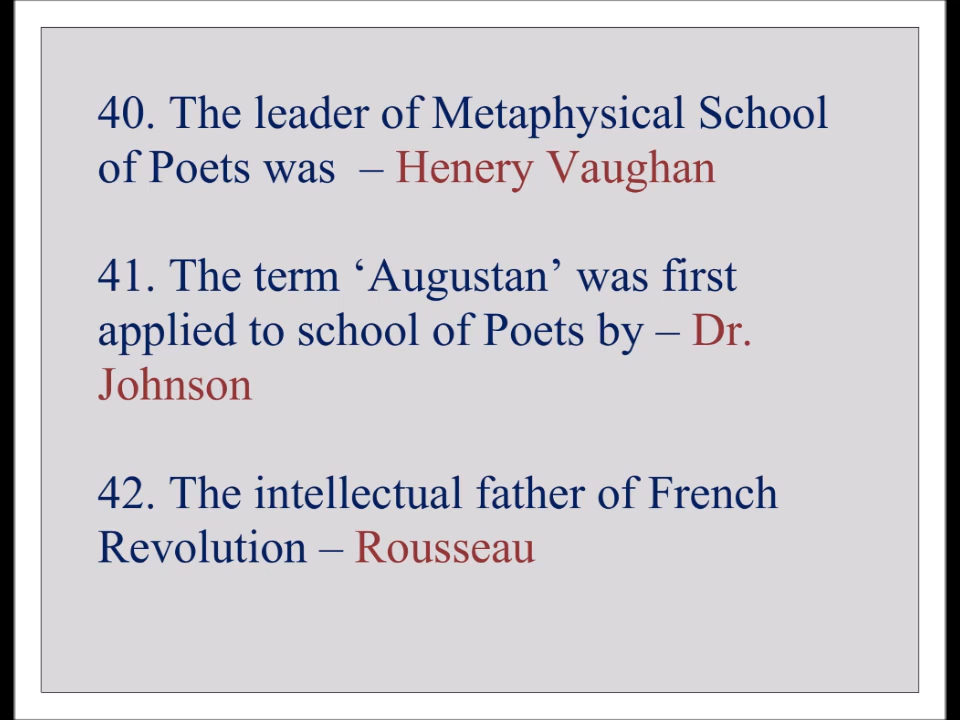 40. The leader of Metaphysical School
of Poets was – Henery Vaughan
41. The term ‘Augustan’ was first
applied to school of Poets by – Dr.
Johnson
42. The intellectual father of French
Revolution – Rousseau